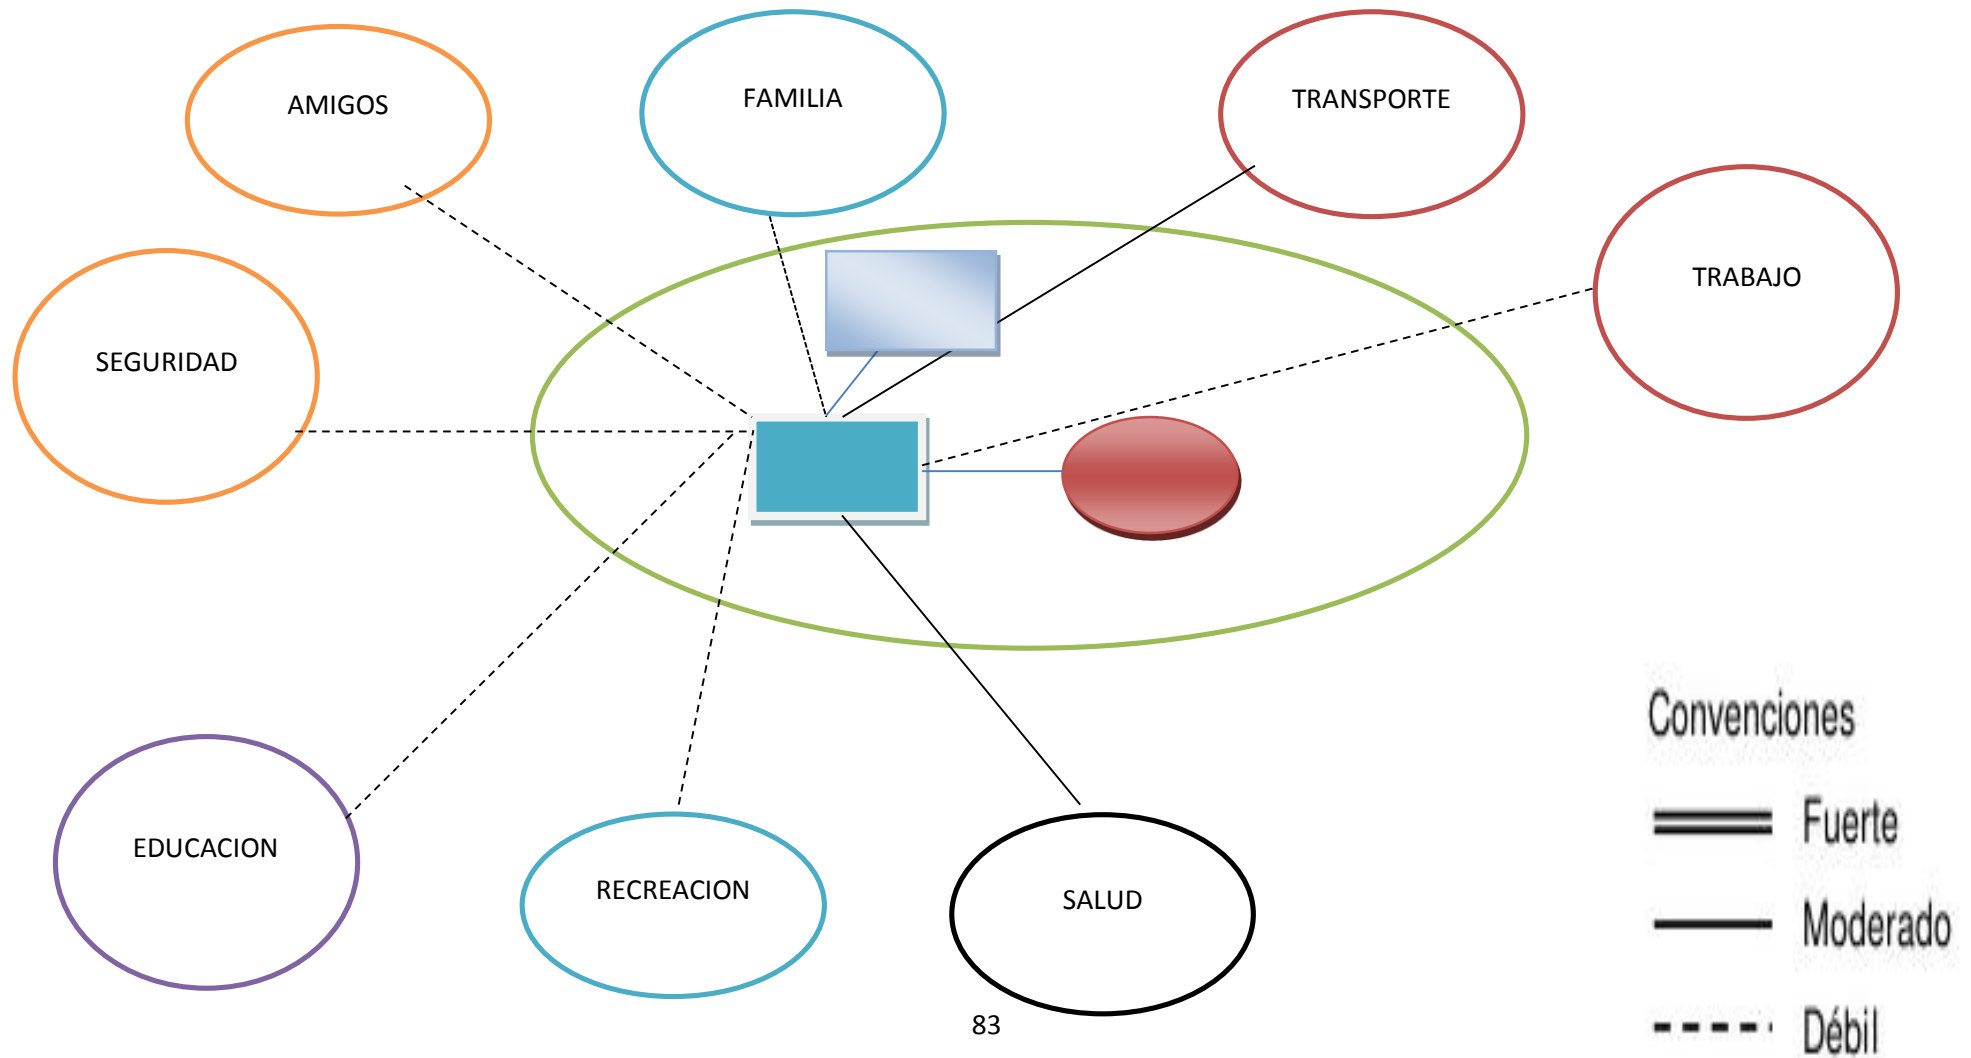 AMIGOS
FAMILIA
TRANSPORTE
TRABAJO
SEGURIDAD
EDUCACION
RECREACION
SALUD
Convenciones
Fuerte
Moderado
Débil
83